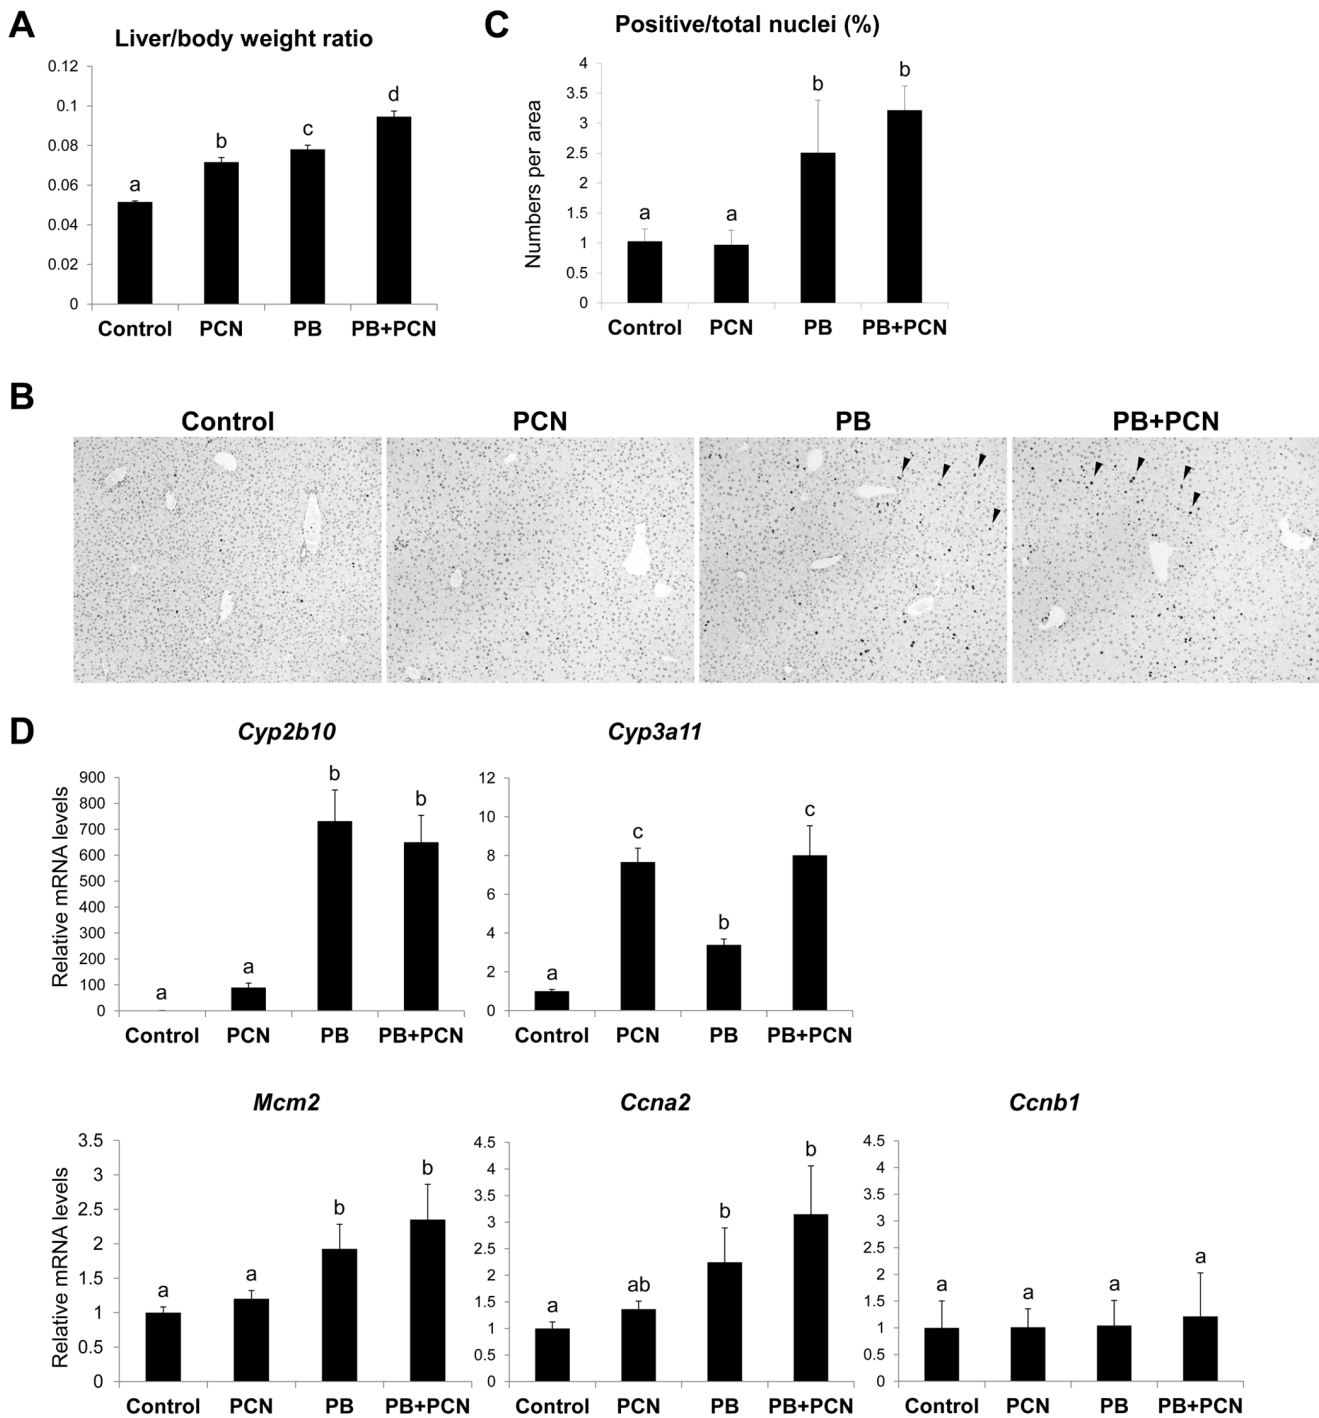 A
Liver/body weight ratio
0.12
0.1
0.08
0.06
0.04
0.02
0
a
b
c
d
Control PCN PB PB+PCN
C
Positive/total nuclei (%)
Numbers per area
4
3.5
3
2.5
2
1.5
1
0.5
0
a
a
b
b
Control PCN PB PB+PCN
B
Control PCN PB PB+PCN
D
Cyp2b10
Relative mRNA levels
900
800
700
600
500
400
300
200
100
0
a
a
b
b
Control PCN PB PB+PCN
Cyp3a11
12
10
8
6
4
2
0
a
c
b
c
Control PCN PB PB+PCN
Mcm2
Relative mRNA levels
3.5
3
2.5
2
1.5
1
0.5
0
a
a
b
b
Control PCN PB PB+PCN
Ccna2
4.5
4
3.5
3
2.5
2
1.5
1
0.5
0
a
ab
b
b
Control PCN PB PB+PCN
Ccnb1
4.5
4
3.5
3
2.5
2
1.5
1
0.5
0
a
a
a
a
Control PCN PB PB+PCN